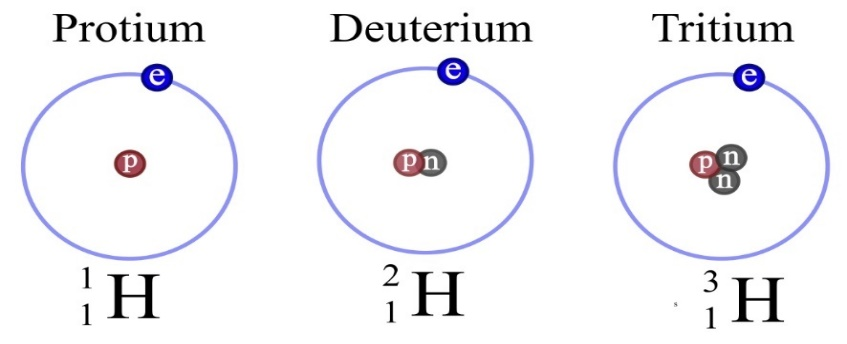 Protium Deuterium Tritium
e e e
p p n p n
n
1 2 3
H H H
1 1 1
s